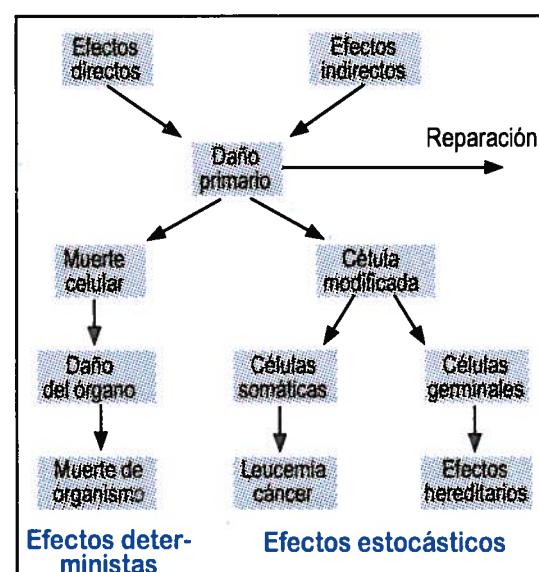 Efectos
directos
Efectos
indirectos
Reparación
Daño
primario
Muerte
celular
Célula
modificada
Daño
del órgano
Células
somáticas
Células
germinales
Muerte de
organismo
Leucemia
cáncer
Efectos
hereditarios
Efectos deter-
ministas
Efectos estocásticos